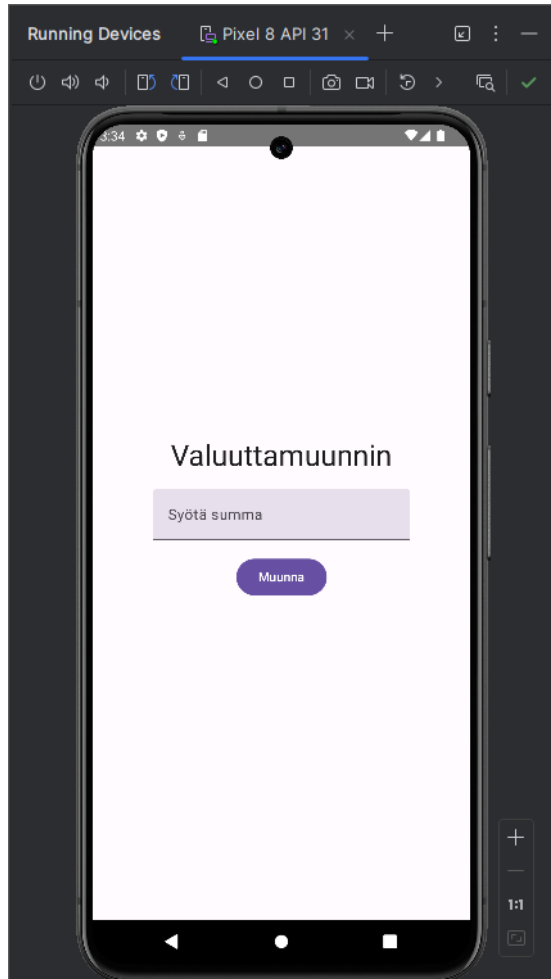 Running Devices
Pixel 8 API 31
3:34
Valuuttamuunnin
Syötä summa
Muunna
1:1